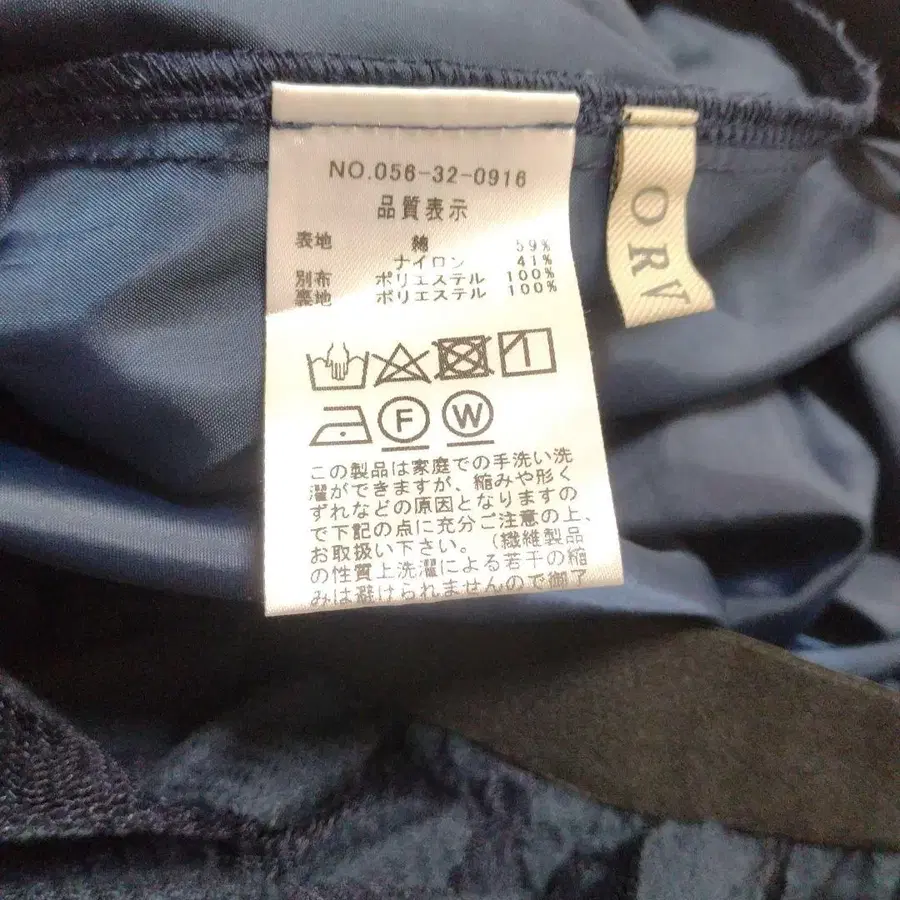 NO.056-32-0916
品質表示
表地 綿 59%
ナイロン 41%
別布 ポリエステル 100%
裏地 ポリエステル 100%
F W
この製品は家庭での手洗い洗
濯ができますが、縮みや形く
ずれなどの原因となりますの
で下記の点に充分ご注意の上、
お取扱い下さい。(繊維製品
の性質上洗濯による若干の縮
みは避けられませんので御了
ORV